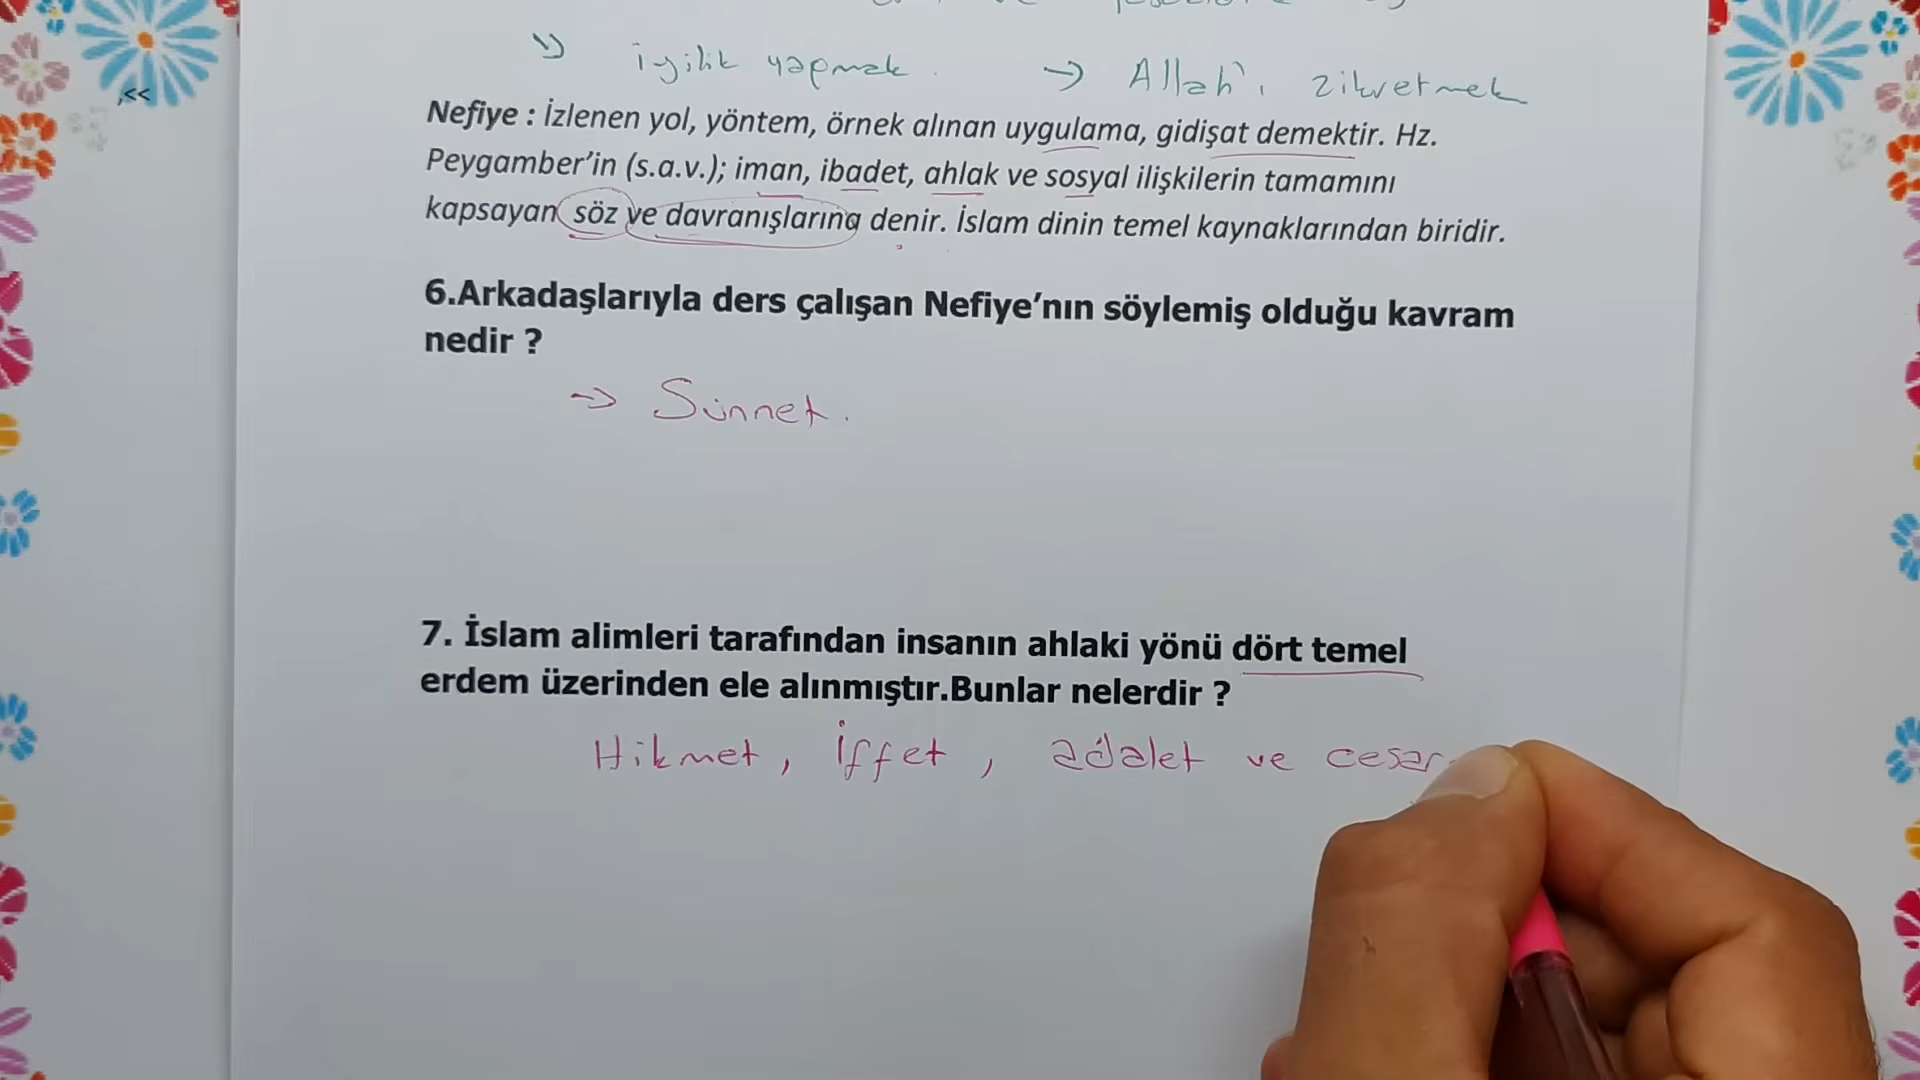 iyilik yapmak. → Allah'ı zikretmek
,<<
Nefiye : İzlenen yol, yöntem, örnek alınan uygulama, gidişat demektir. Hz.
Peygamber’in (s.a.v.); iman, ibadet, ahlak ve sosyal ilişkilerin tamamını
kapsayan söz ve davranışlarına denir. İslam dinin temel kaynaklarından biridir.
6.Arkadaşlarıyla ders çalışan Nefiye’nın söylemiş olduğu kavram
nedir ?
→ Sünnet.
7. İslam alimleri tarafından insanın ahlaki yönü dört temel
erdem üzerinden ele alınmıştır.Bunlar nelerdir ?
Hikmet, İffet, adalet ve cesar